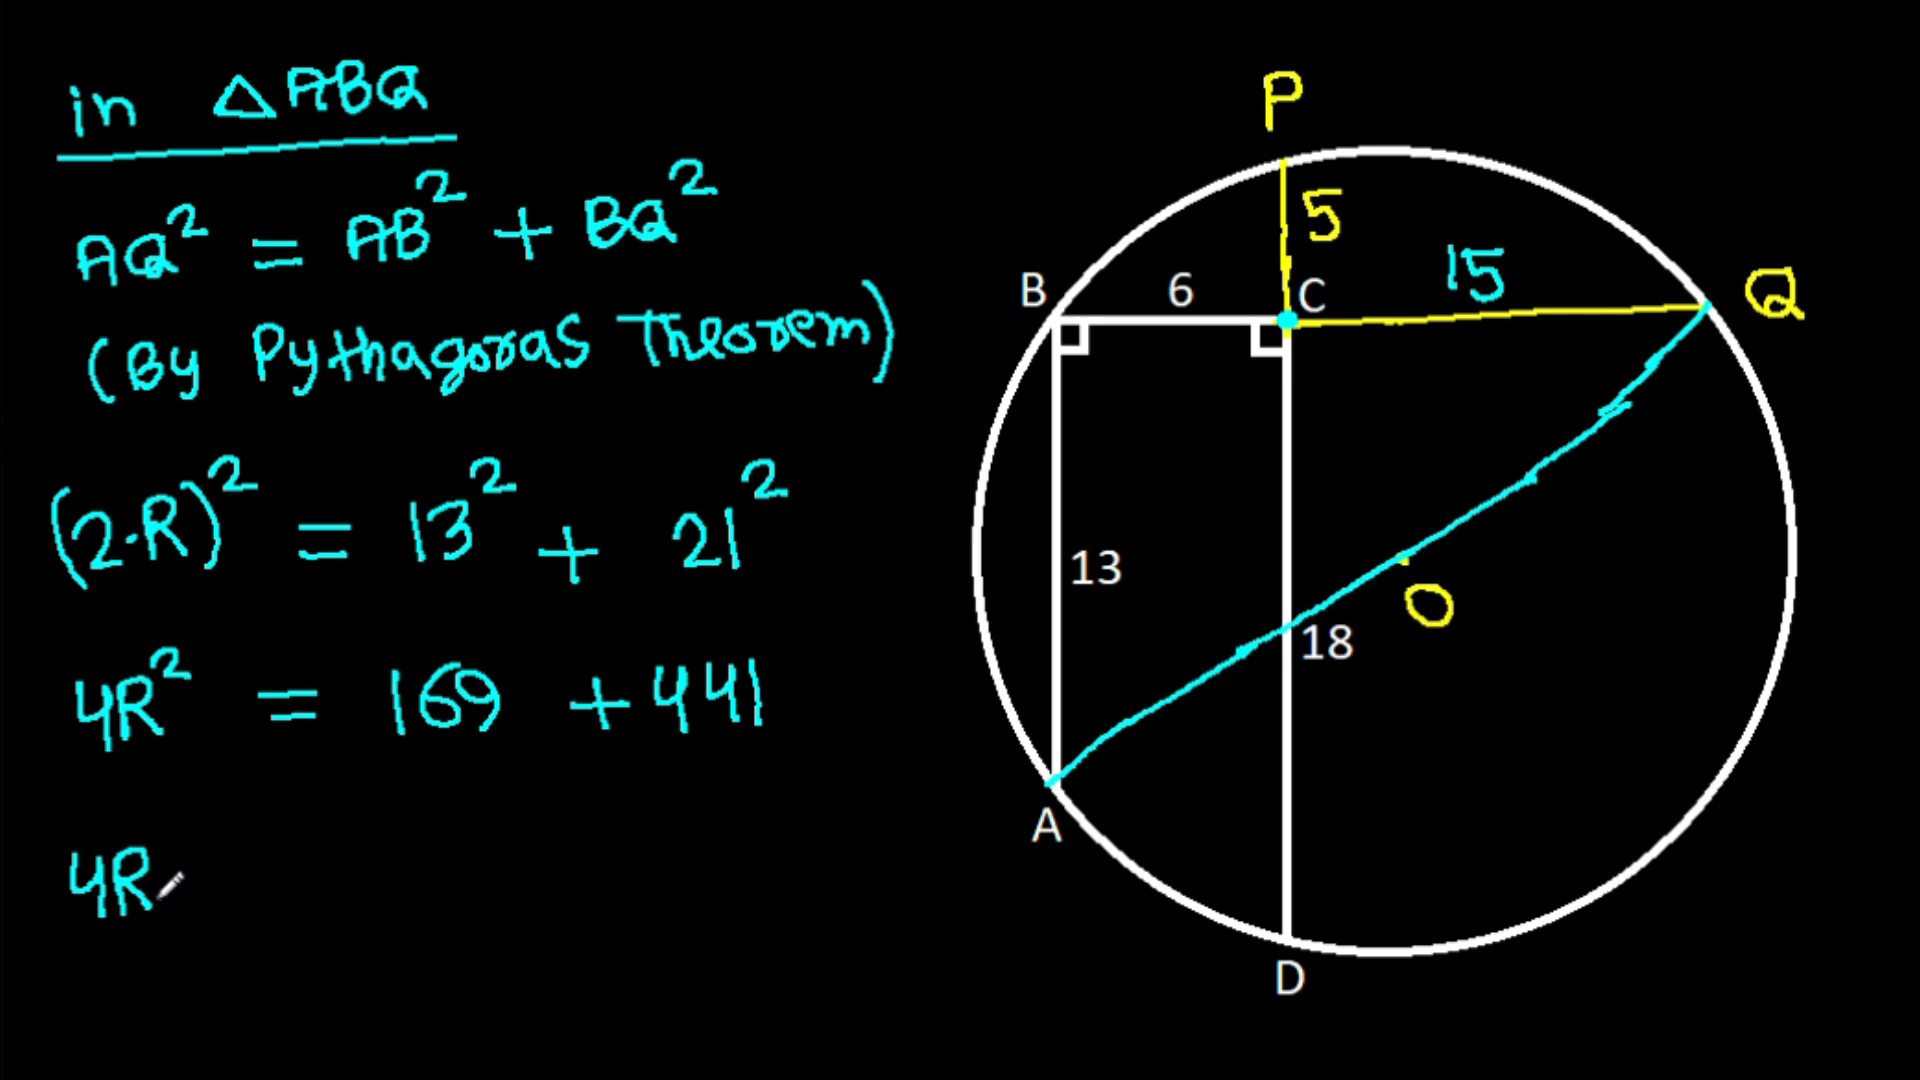 in △ABQ
AQ² = AB² + BQ²
(By Pythagoras Theorem)
(2·R)² = 13² + 21²
4R² = 169 + 441
4R
P
5
15
B
6
C
Q
13
O
18
A
D